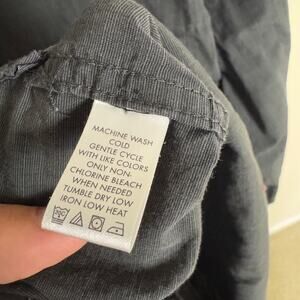 MACHINE WASH
COLD
GENTLE CYCLE
WITH LIKE COLORS
ONLY NON-
CHLORINE BLEACH
WHEN NEEDED
TUMBLE DRY LOW
IRON LOW HEAT